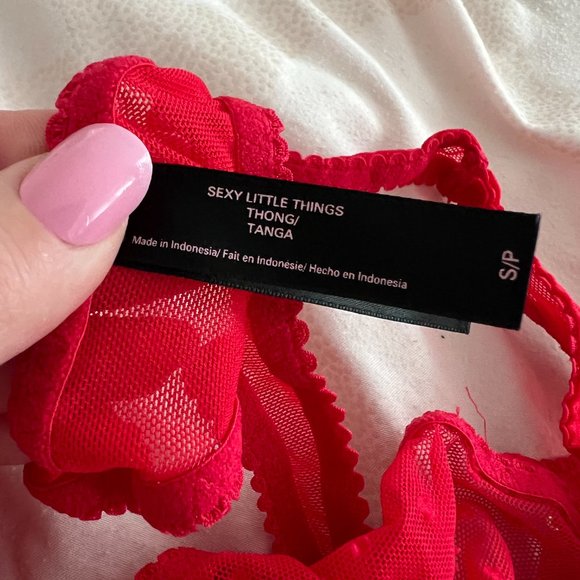 SEXY LITTLE THINGS
THONG/
TANGA
Made in Indonesia/ Fait en Indonésie/ Hecho en Indonesia
S/P